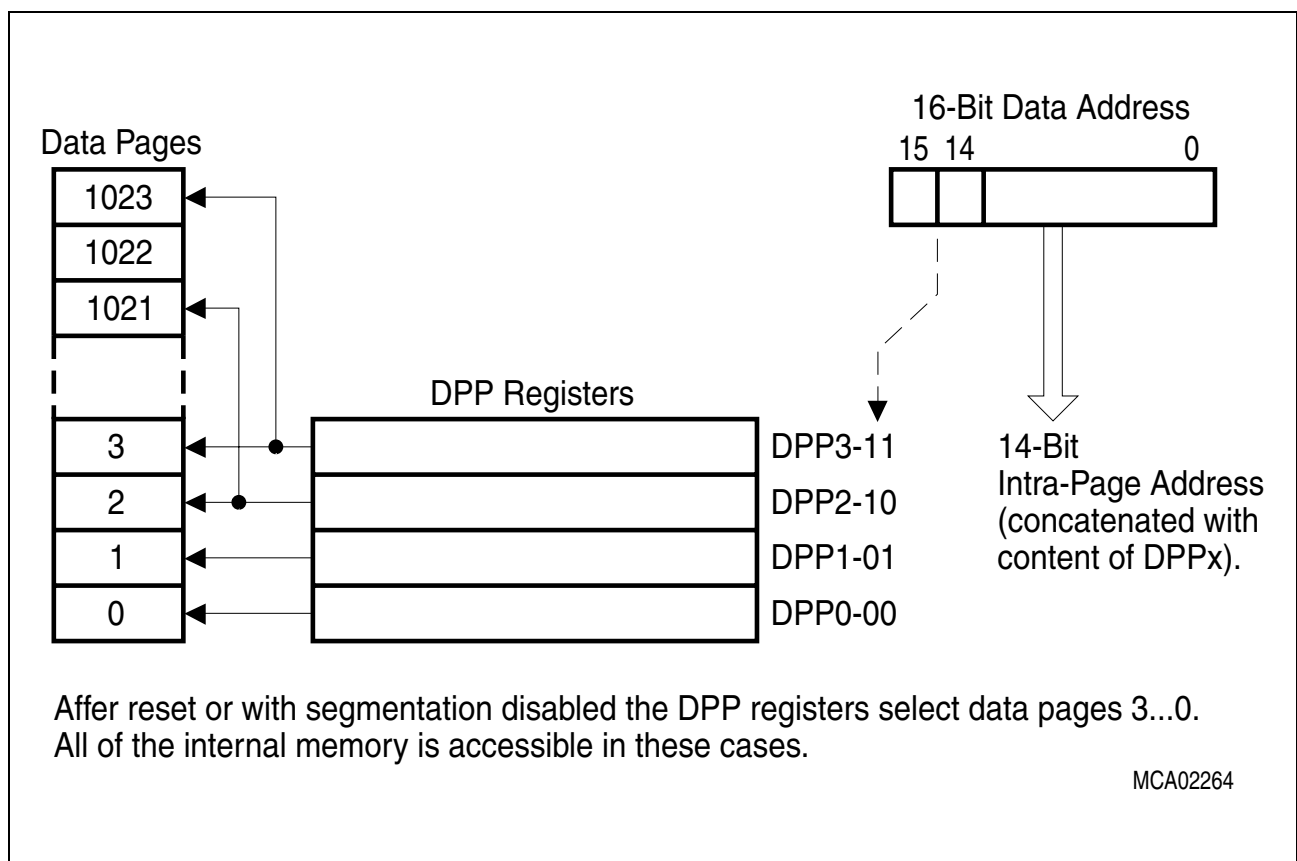 16-Bit Data Address
15 14 0
Data Pages
1023
1022
1021
DPP Registers
3
2
1
0
DPP3-11
DPP2-10
DPP1-01
DPP0-00
14-Bit
Intra-Page Address
(concatenated with
content of DPPx).
Affer reset or with segmentation disabled the DPP registers select data pages 3...0.
All of the internal memory is accessible in these cases.
MCA02264